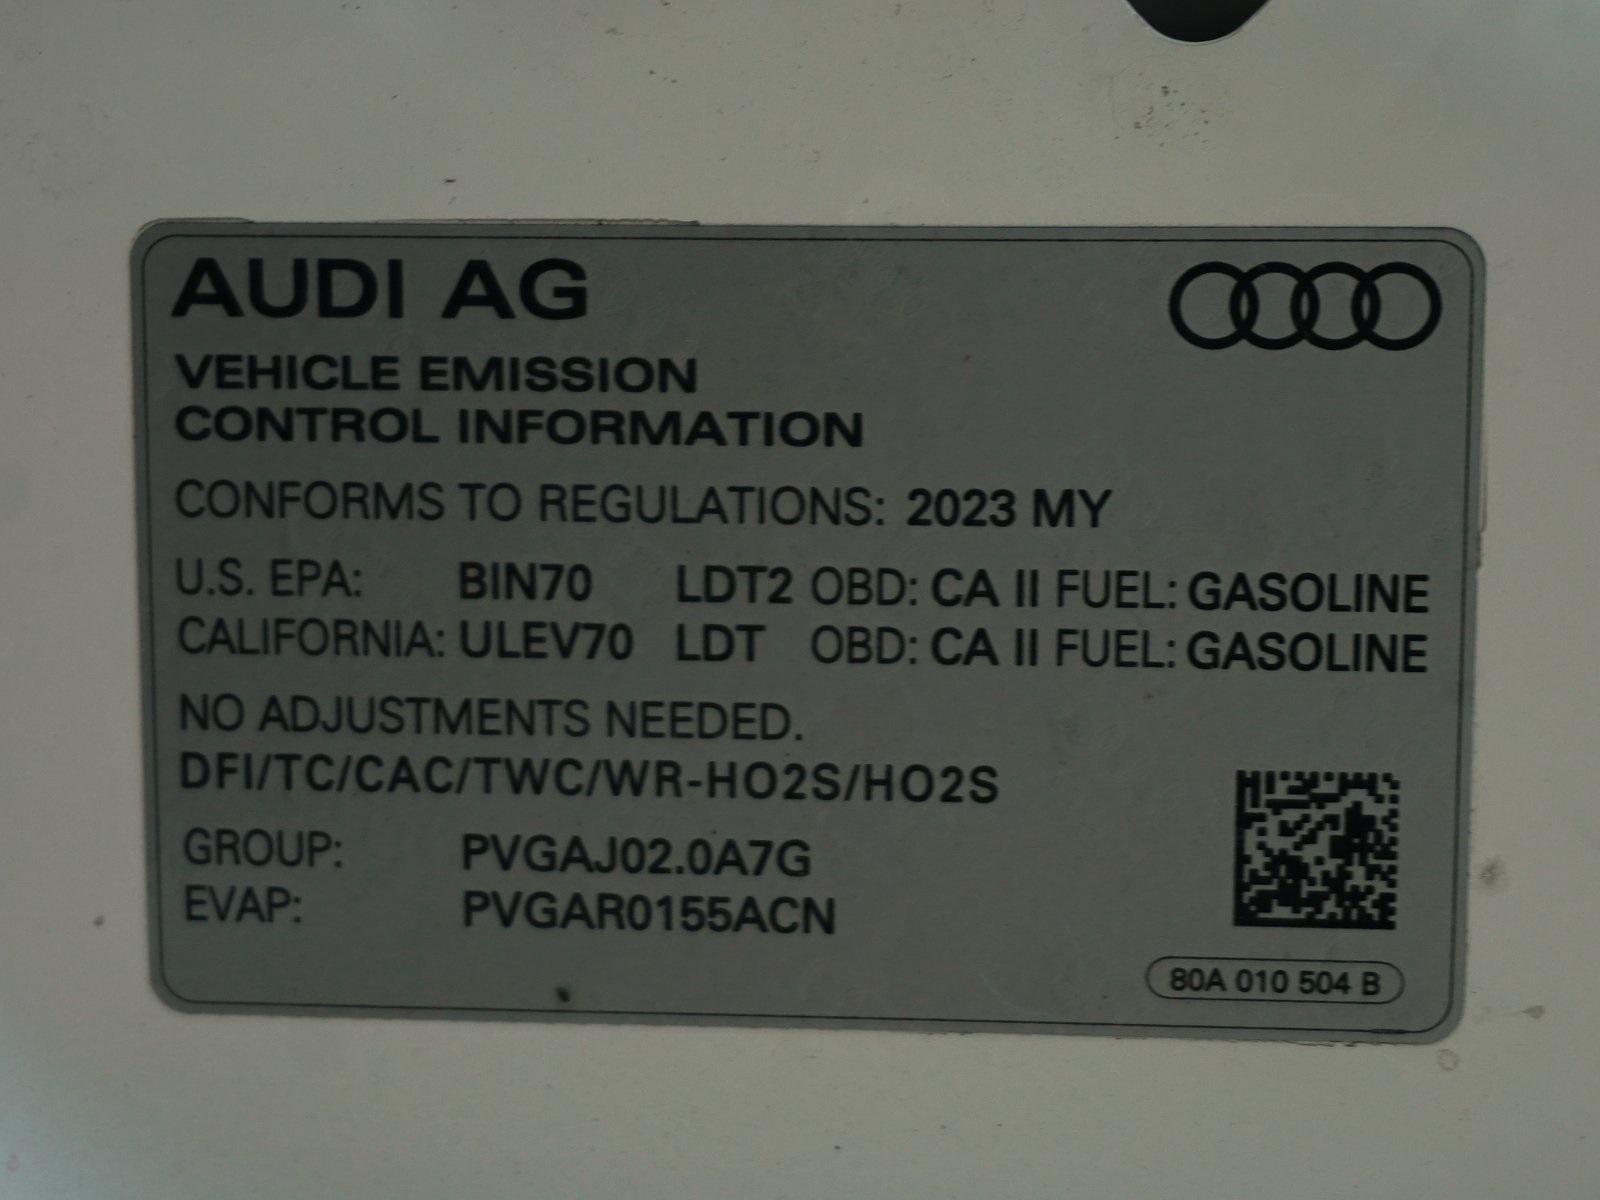 AUDI AG
VEHICLE EMISSION
CONTROL INFORMATION
CONFORMS TO REGULATIONS: 2023 MY
U.S. EPA: BIN70 LDT2 OBD: CA II FUEL: GASOLINE
CALIFORNIA: ULEV70 LDT OBD: CA II FUEL: GASOLINE
NO ADJUSTMENTS NEEDED.
DFI/TC/CAC/TWC/WR-HO2S/HO2S
GROUP: PVGAJ02.0A7G
EVAP: PVGAR0155ACN
80A 010 504 B